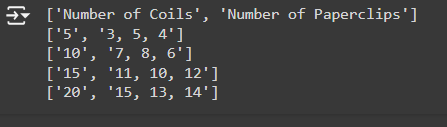 ['Number of Coils', 'Number of Paperclips']
['5', '3, 5, 4']
['10', '7, 8, 6']
['15', '11, 10, 12']
['20', '15, 13, 14']